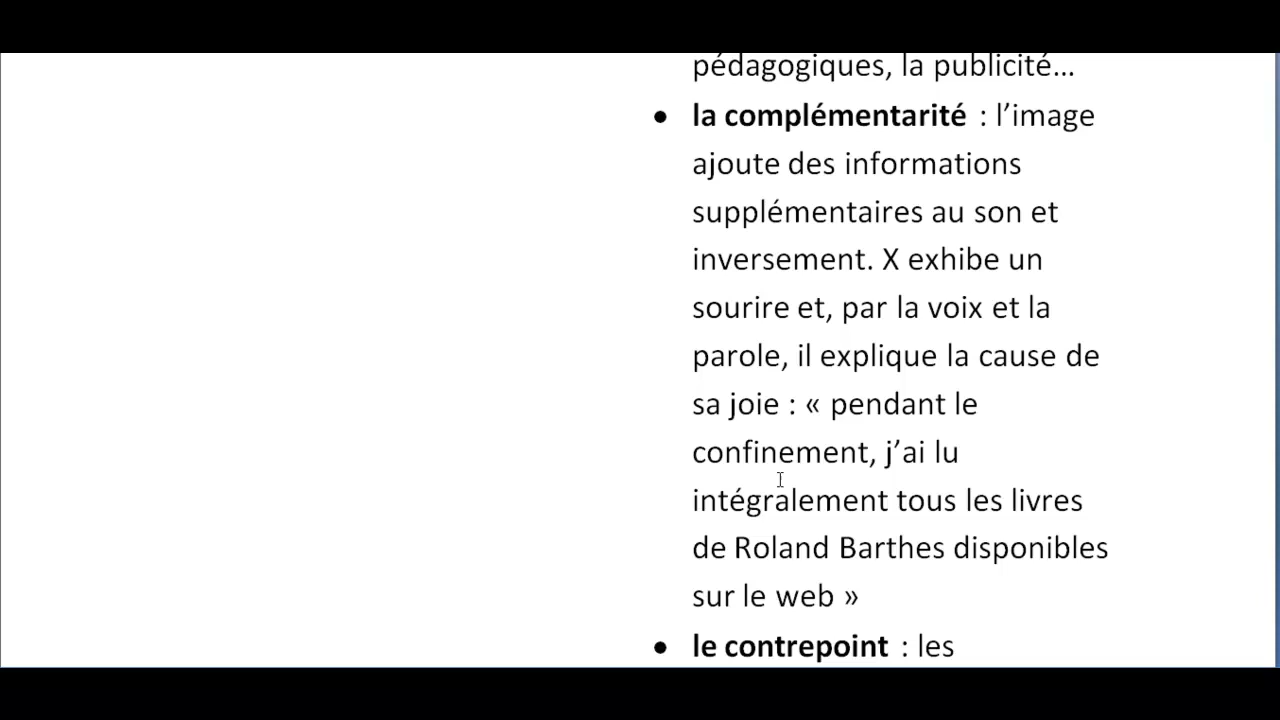 pédagogiques, la publicité…
• la complémentarité : l’image
ajoute des informations
supplémentaires au son et
inversement. X exhibe un
sourire et, par la voix et la
parole, il explique la cause de
sa joie : « pendant le
confinement, j’ai lu
intégralement tous les livres
de Roland Barthes disponibles
sur le web »
• le contrepoint : les